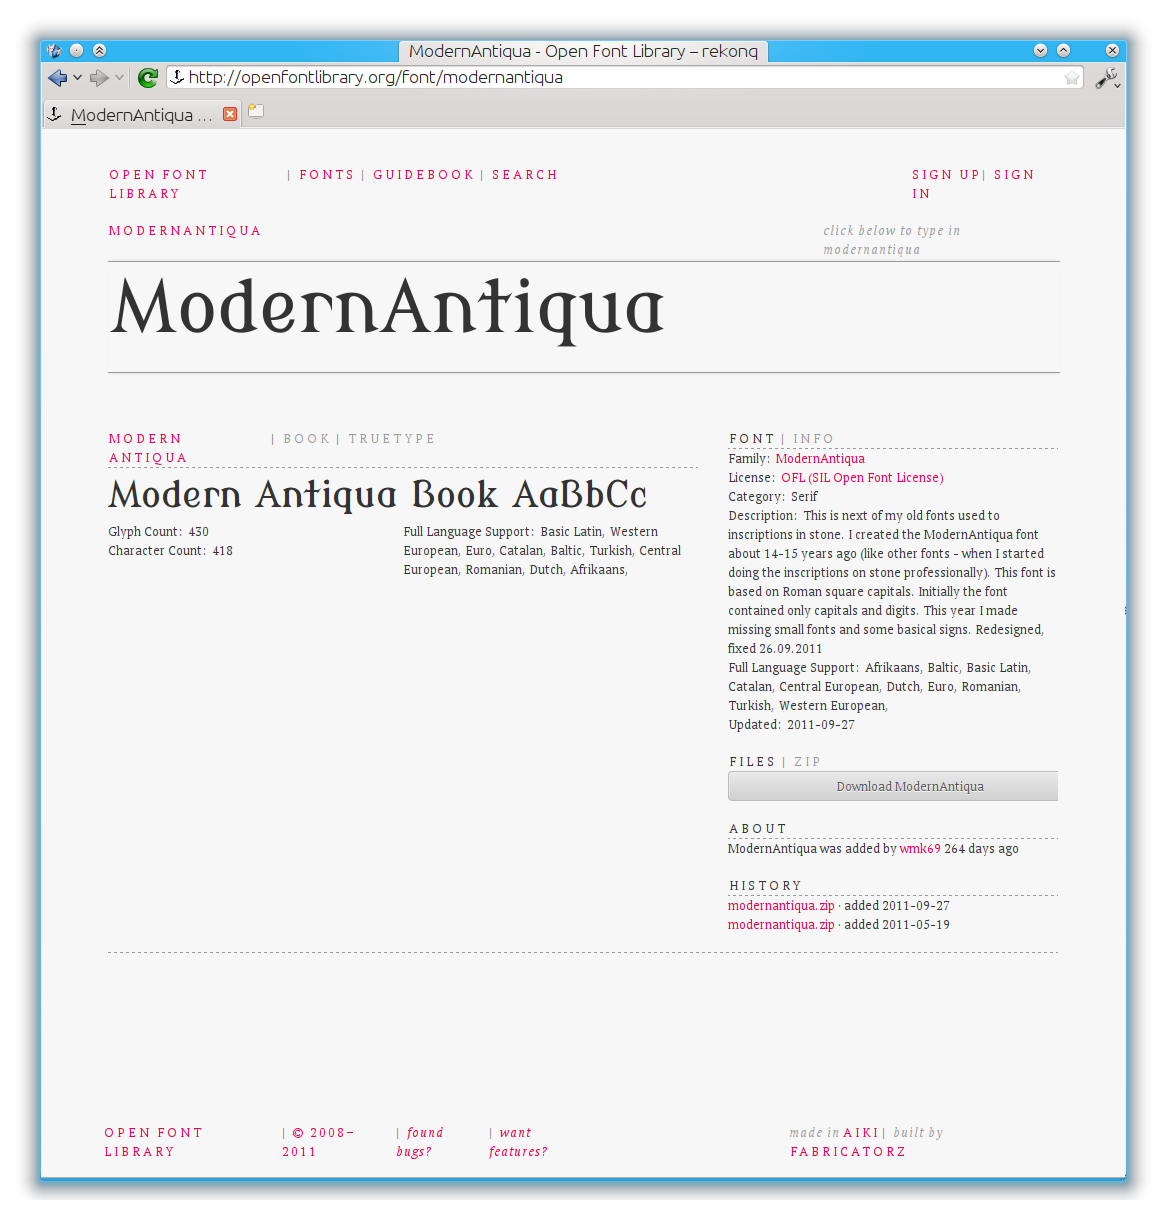 ModernAntiqua - Open Font Library – rekonq
http://openfontlibrary.org/font/modernantiqua
ModernAntiqua ...
OPEN FONT LIBRARY
| FONTS | GUIDEBOOK | SEARCH
SIGN UP | SIGN IN
MODERNANTIQUA
click below to type in
modernantiqua
ModernAntiqua
MODERN
ANTIQUA
| BOOK | TRUETYPE
Modern Antiqua Book AaBbCc
Glyph Count: 430
Character Count: 418
Full Language Support: Basic Latin, Western
European, Euro, Catalan, Baltic, Turkish, Central
European, Romanian, Dutch, Afrikaans,
FONT | INFO
Family: ModernAntiqua
License: OFL (SIL Open Font License)
Category: Serif
Description: This is next of my old fonts used to
inscriptions in stone. I created the ModernAntiqua font
about 14-15 years ago (like other fonts - when I started
doing the inscriptions on stone professionally). This font is
based on Roman square capitals. Initially the font
contained only capitals and digits. This year I made
missing small fonts and some basical signs. Redesigned,
fixed 26.09.2011
Full Language Support: Afrikaans, Baltic, Basic Latin,
Catalan, Central European, Dutch, Euro, Romanian,
Turkish, Western European,
Updated: 2011-09-27
FILES | ZIP
Download ModernAntiqua
ABOUT
ModernAntiqua was added by wmk69 264 days ago
HISTORY
modernantiqua.zip · added 2011-09-27
modernantiqua.zip · added 2011-05-19
OPEN FONT
LIBRARY
| © 2008–
2011
| found
bugs?
| want
features?
made in AIKI | built by
FABRICATORZ